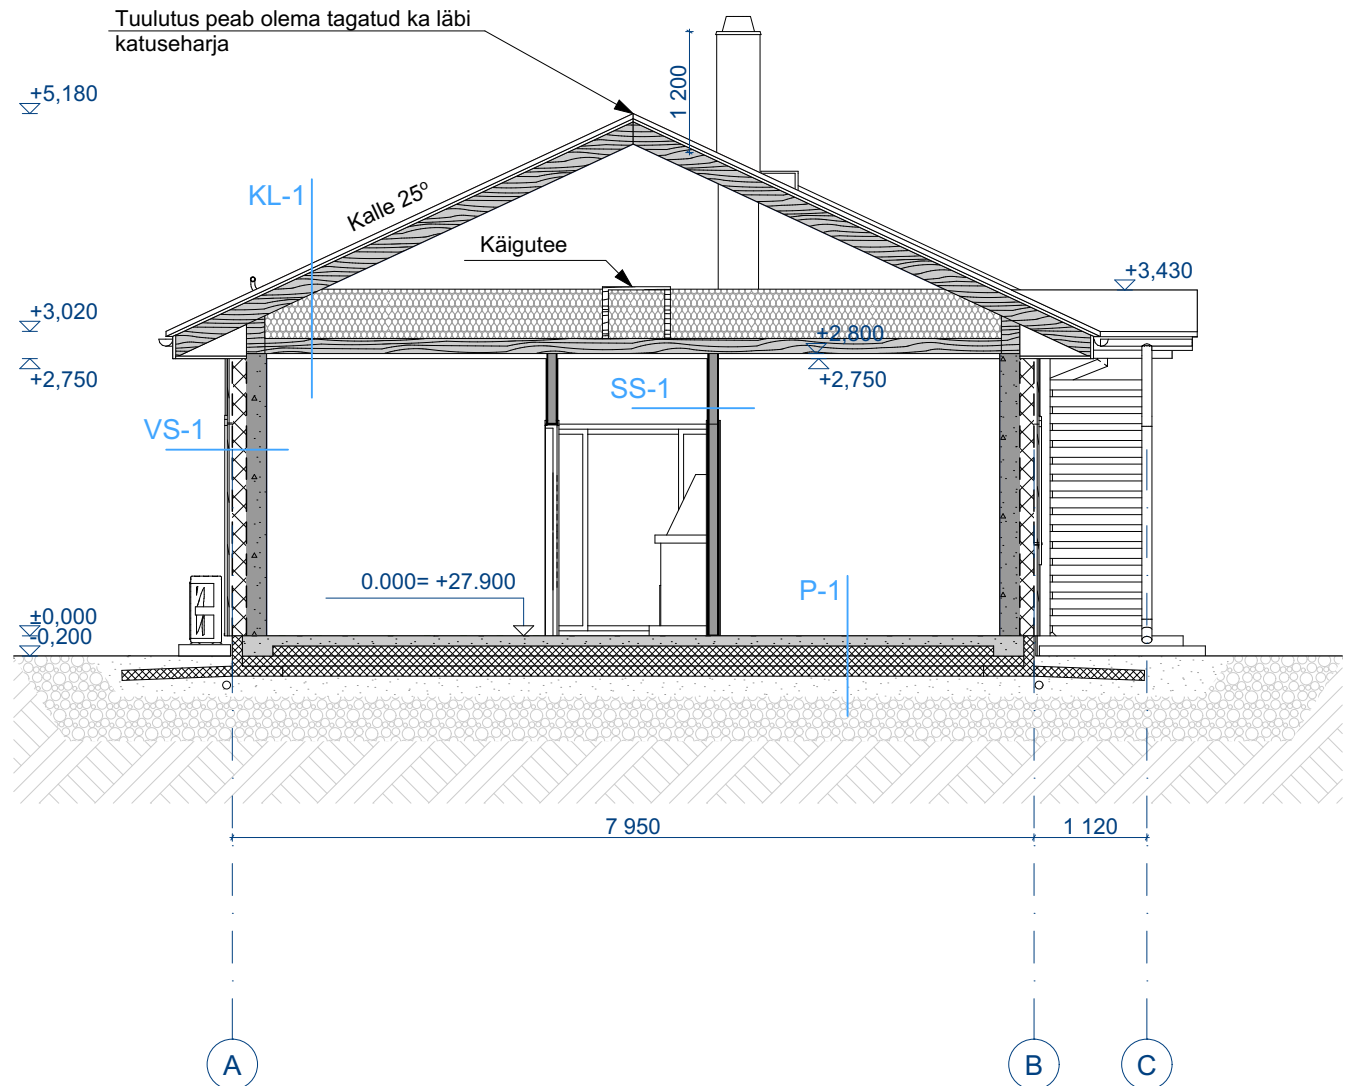 Tuulutus peab olema tagatud ka läbi
katuseharja
1 200
+5,180
KL-1
Kalle 25º
Käigutee
+3,430
+3,020
+2,800
+2,750
+2,750
SS-1
VS-1
0.000= +27.900
P-1
±0,000
-0,200
7 950
1 120
A
B
C